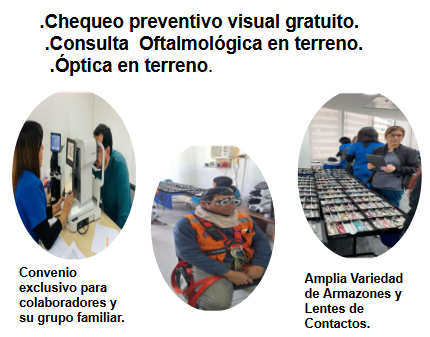 .Chequeo preventivo visual gratuito.
.Consulta Oftalmológica en terreno.
.Óptica en terreno.
Convenio
exclusivo para
colaboradores y
su grupo familiar.
Amplia Variedad
de Armazones y
Lentes de
Contactos.